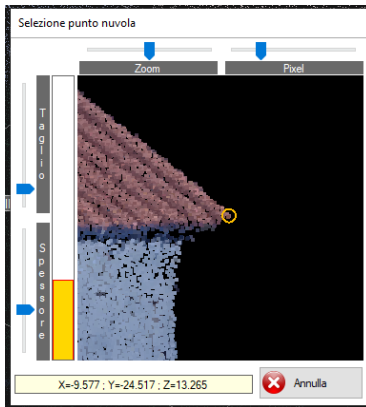 Selezione punto nuvola
Zoom
Pixel
Taglio
Spessore
X=-9.577 ; Y=-24.517 ; Z=13.265
Annulla